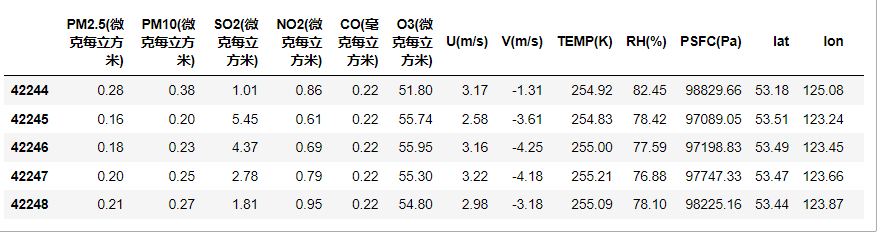 PM2.5(微克每立方米) PM10(微克每立方米) SO2(微克每立方米) NO2(微克每立方米) CO(毫克每立方米) O3(微克每立方米) U(m/s) V(m/s) TEMP(K) RH(%) PSFC(Pa) lat lon
42244 0.28 0.38 1.01 0.86 0.22 51.80 3.17 -1.31 254.92 82.45 98829.66 53.18 125.08
42245 0.16 0.20 5.45 0.61 0.22 55.74 2.58 -3.61 254.83 78.42 97089.05 53.51 123.24
42246 0.18 0.23 4.37 0.69 0.22 55.95 3.16 -4.25 255.00 77.59 97198.83 53.49 123.45
42247 0.20 0.25 2.78 0.79 0.22 55.30 3.22 -4.18 255.21 76.88 97747.33 53.47 123.66
42248 0.21 0.27 1.81 0.95 0.22 54.80 2.98 -3.18 255.09 78.10 98225.16 53.44 123.87